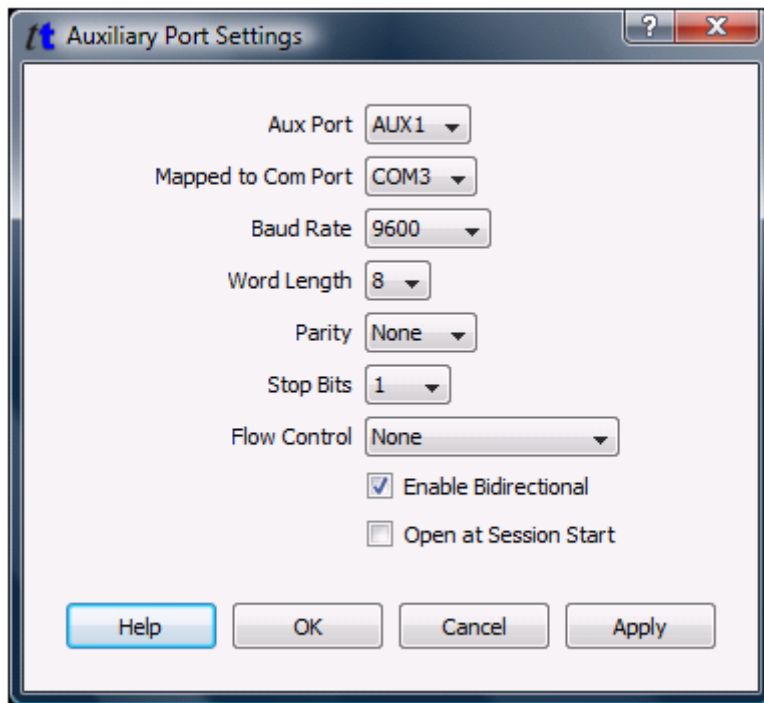 tt Auxiliary Port Settings ? X
Aux Port AUX1
Mapped to Com Port COM3
Baud Rate 9600
Word Length 8
Parity None
Stop Bits 1
Flow Control None
Enable Bidirectional
Open at Session Start
Help OK Cancel Apply